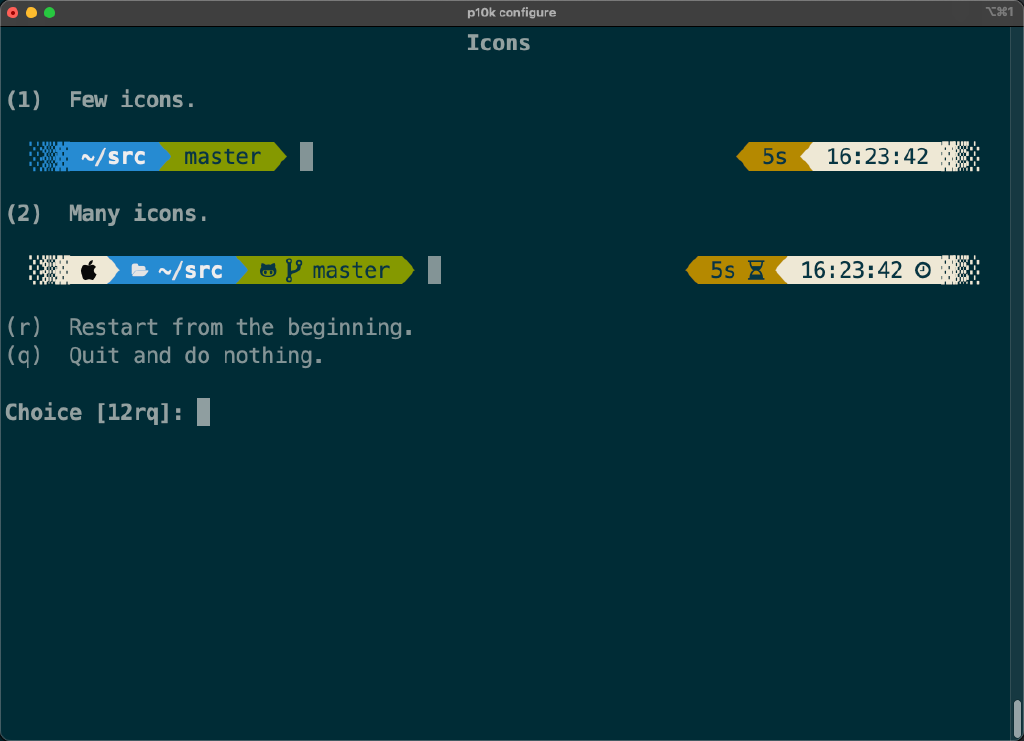 p10k configure ⌥⌘1
Icons
(1) Few icons.
~/src master 5s 16:23:42
(2) Many icons.
~/src master 5s 16:23:42
(r) Restart from the beginning.
(q) Quit and do nothing.
Choice [12rq]: